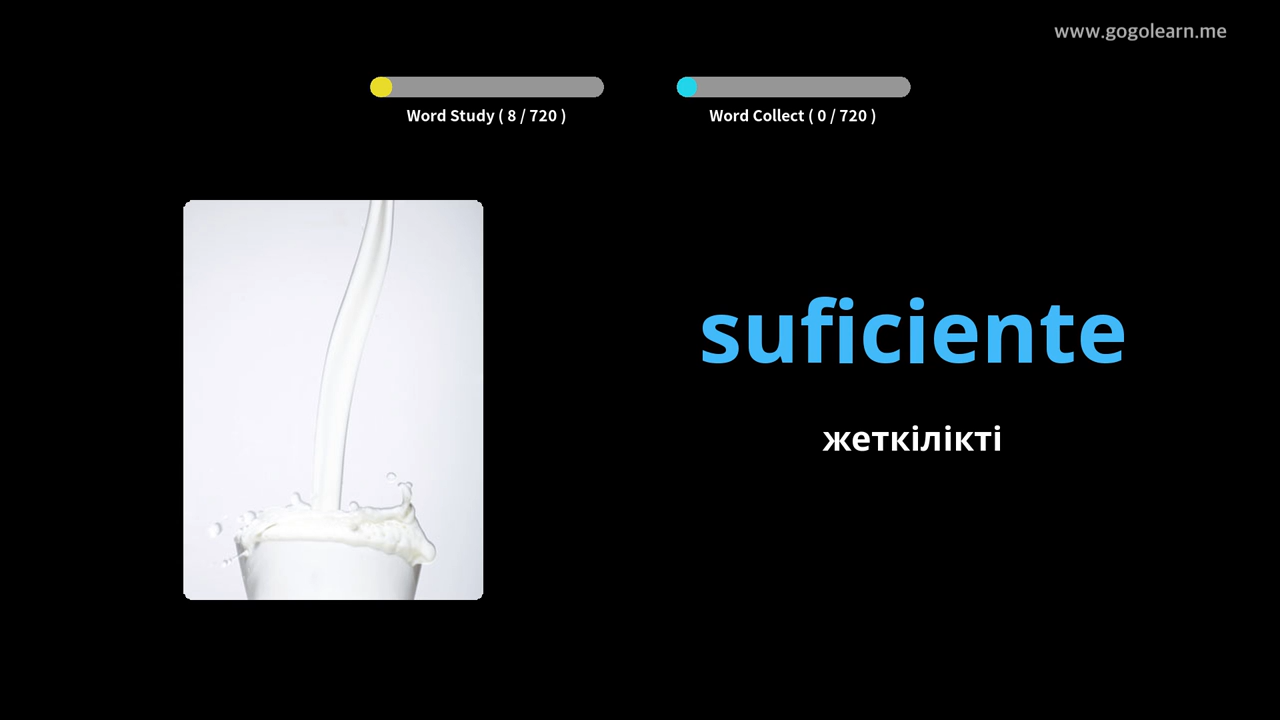 www.gogolearn.me
Word Study ( 8 / 720 )
Word Collect ( 0 / 720 )
suficiente
жеткілікті